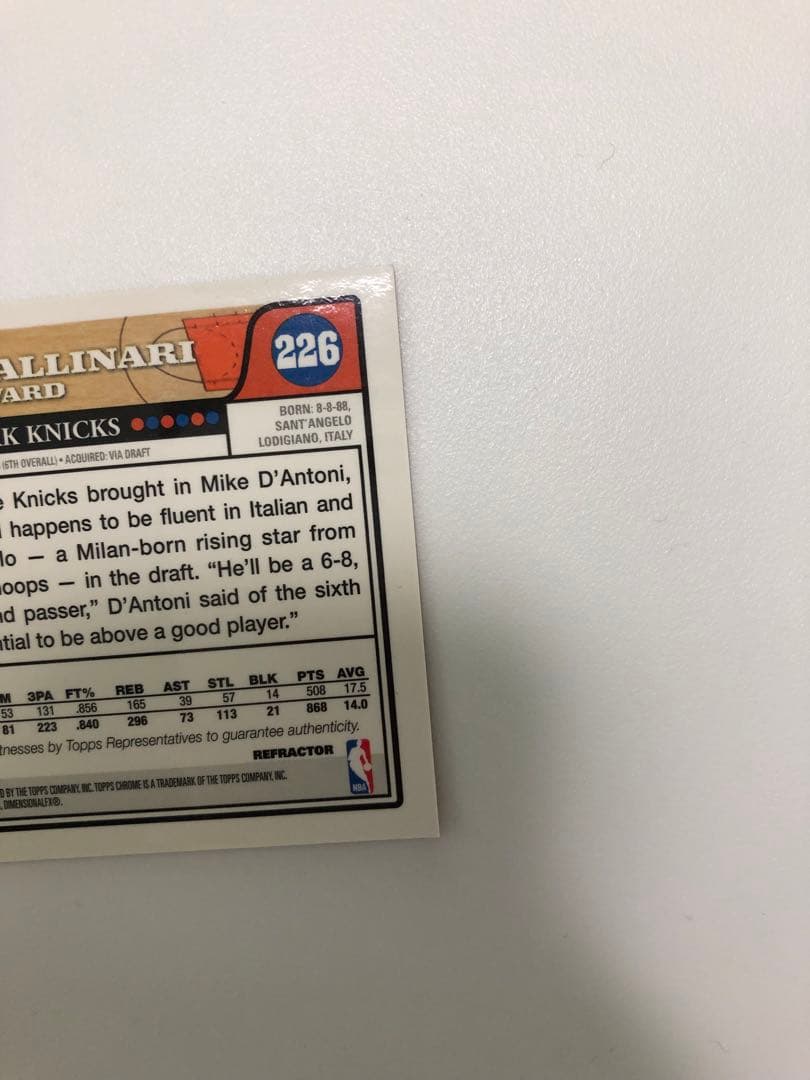 ALLINARI
226
WARD
K KNICKS
BORN: 8-8-88,
SANT'ANGELO
LODIGIANO, ITALY
(6TH OVERALL) • ACQUIRED: VIA DRAFT
Knicks brought in Mike D'Antoni,
happens to be fluent in Italian and
lo — a Milan-born rising star from
oops — in the draft. “He'll be a 6-8,
d passer,” D'Antoni said of the sixth
tial to be above a good player.”
M 3PA FT% REB AST STL BLK PTS AVG
53 131 .856 165 39 57 14 508 17.5
81 223 .840 296 73 113 21 868 14.0
tnesses by Topps Representatives to guarantee authenticity.
REFRACTOR
D BY THE TOPPS COMPANY, INC. TOPPS CHROME IS A TRADEMARK OF THE TOPPS COMPANY, INC.
, DIMENSIONALFX®.
NBA